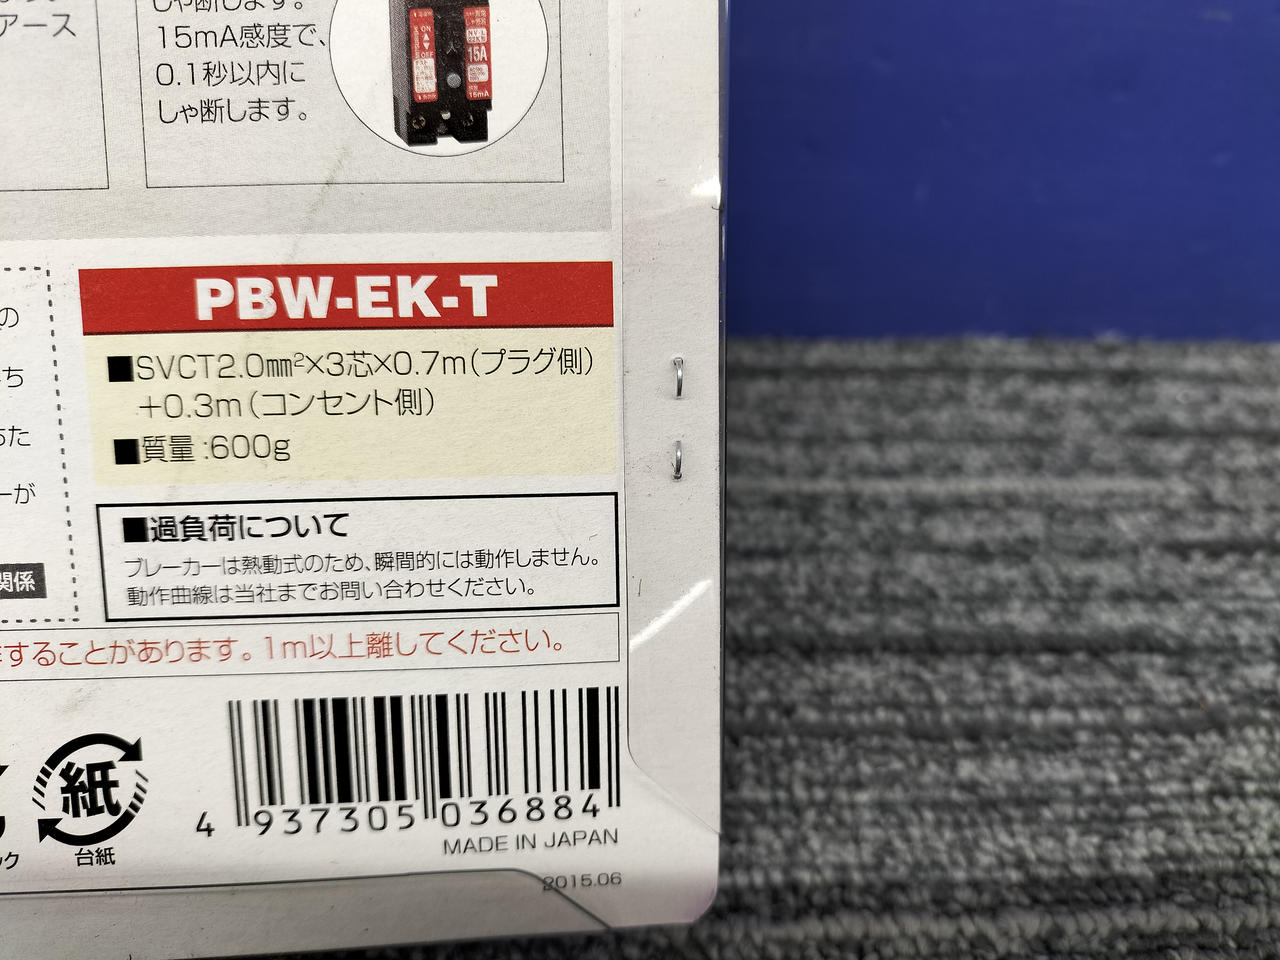 アース
しゃ断します。
15mA感度で、
0.1秒以内に
しゃ断します。
ON
OFF
15A
15mA
PBW-EK-T
■SVCT2.0mm²×3芯×0.7m(プラグ側)
+0.3m(コンセント側)
■質量:600g
の
ち
た
ーが
関係
■過負荷について
ブレーカーは熱動式のため、瞬間的には動作しません。
動作曲線は当社までお問い合わせください。
することがあります。1m以上離してください。
紙
台紙
ック
4 937305 036884
MADE IN JAPAN
2015.06